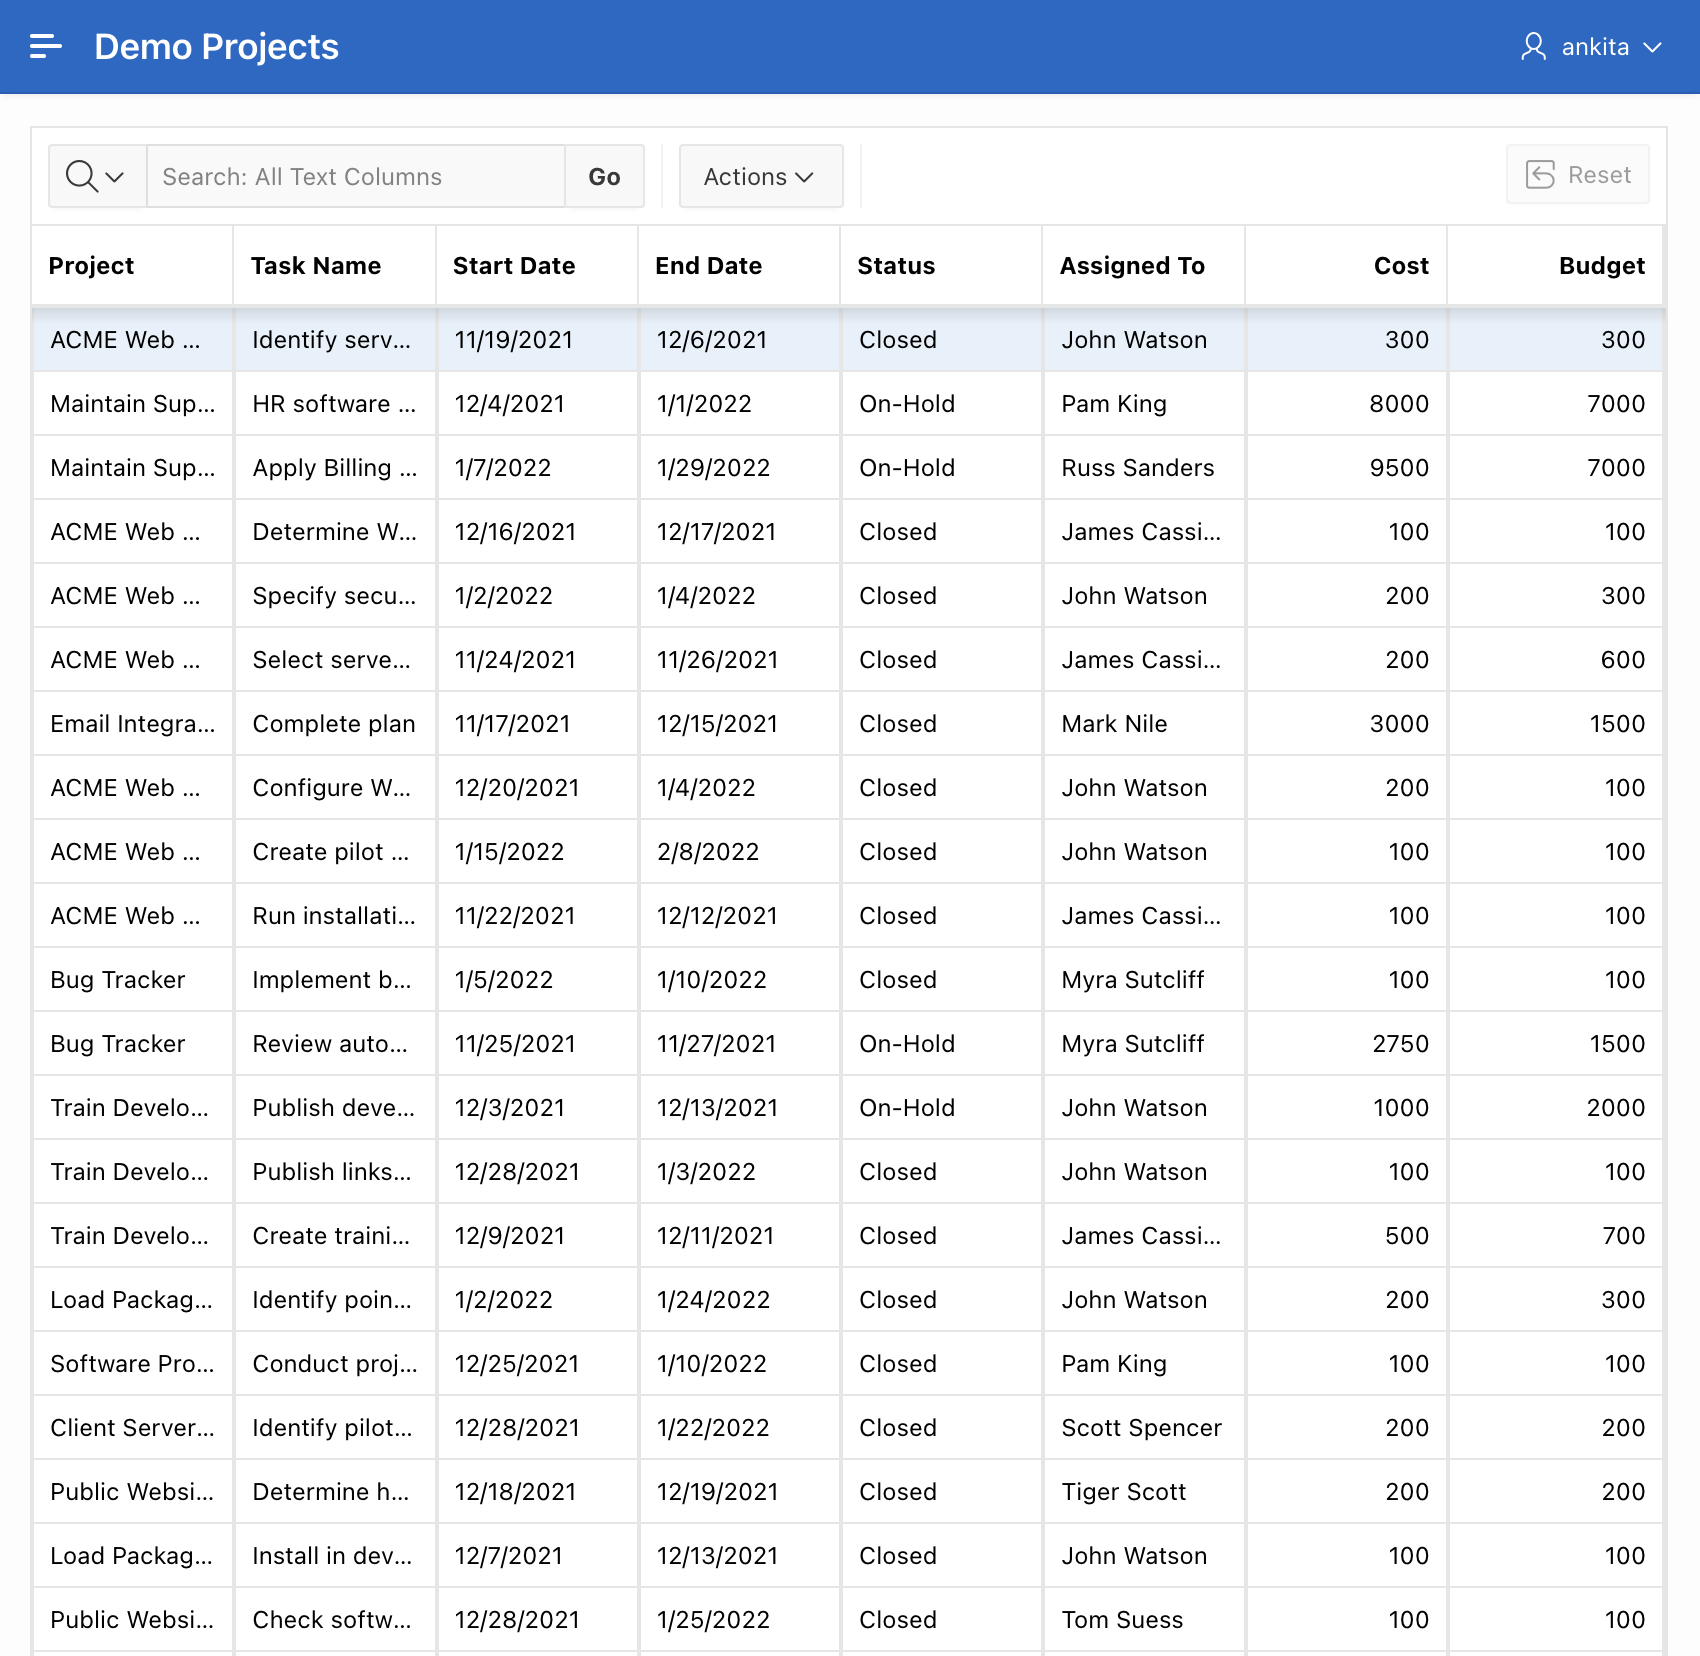 Demo Projects
ankita
Search: All Text Columns
Go
Actions
Reset
Project Task Name Start Date End Date Status Assigned To Cost Budget
ACME Web ... Identify serv... 11/19/2021 12/6/2021 Closed John Watson 300 300
Maintain Sup... HR software ... 12/4/2021 1/1/2022 On-Hold Pam King 8000 7000
Maintain Sup... Apply Billing ... 1/7/2022 1/29/2022 On-Hold Russ Sanders 9500 7000
ACME Web ... Determine W... 12/16/2021 12/17/2021 Closed James Cassi... 100 100
ACME Web ... Specify secu... 1/2/2022 1/4/2022 Closed John Watson 200 300
ACME Web ... Select serve... 11/24/2021 11/26/2021 Closed James Cassi... 200 600
Email Integra... Complete plan 11/17/2021 12/15/2021 Closed Mark Nile 3000 1500
ACME Web ... Configure W... 12/20/2021 1/4/2022 Closed John Watson 200 100
ACME Web ... Create pilot ... 1/15/2022 2/8/2022 Closed John Watson 100 100
ACME Web ... Run installati... 11/22/2021 12/12/2021 Closed James Cassi... 100 100
Bug Tracker Implement b... 1/5/2022 1/10/2022 Closed Myra Sutcliff 100 100
Bug Tracker Review auto... 11/25/2021 11/27/2021 On-Hold Myra Sutcliff 2750 1500
Train Develo... Publish deve... 12/3/2021 12/13/2021 On-Hold John Watson 1000 2000
Train Develo... Publish links... 12/28/2021 1/3/2022 Closed John Watson 100 100
Train Develo... Create traini... 12/9/2021 12/11/2021 Closed James Cassi... 500 700
Load Packag... Identify poin... 1/2/2022 1/24/2022 Closed John Watson 200 300
Software Pro... Conduct proj... 12/25/2021 1/10/2022 Closed Pam King 100 100
Client Server... Identify pilot... 12/28/2021 1/22/2022 Closed Scott Spencer 200 200
Public Websi... Determine h... 12/18/2021 12/19/2021 Closed Tiger Scott 200 200
Load Packag... Install in dev... 12/7/2021 12/13/2021 Closed John Watson 100 100
Public Websi... Check softw... 12/28/2021 1/25/2022 Closed Tom Suess 100 100